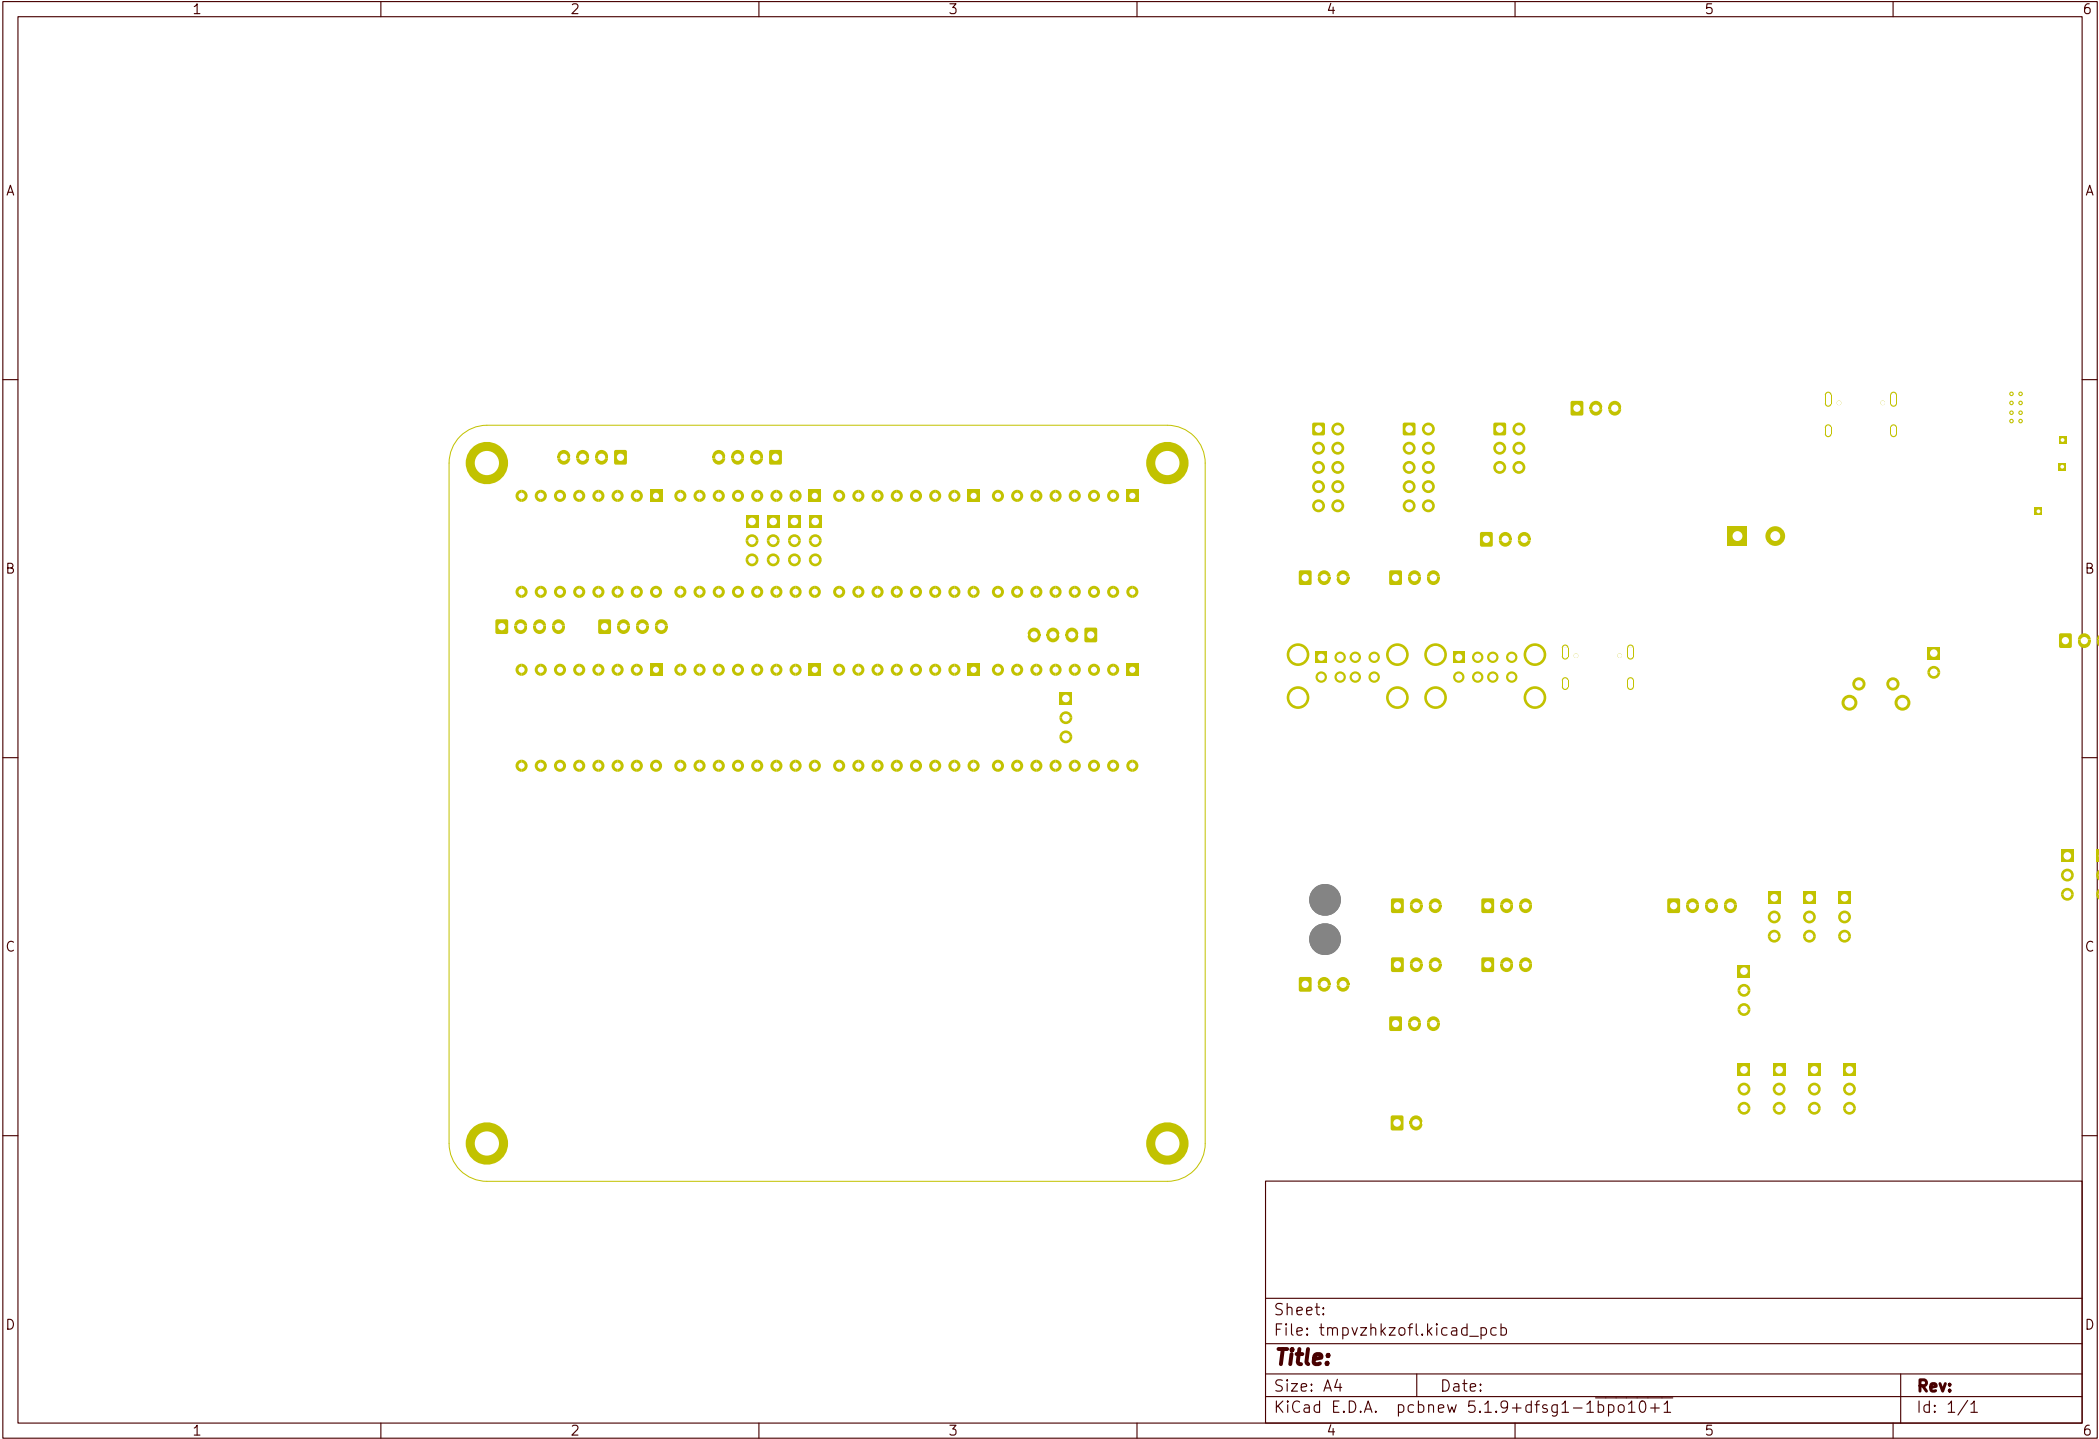 1 2 3 4 5 6
A A
B B
C C
D D
Sheet:
File: tmpvzhkzofl.kicad_pcb
Title:
Size: A4 Date: Rev:
KiCad E.D.A. pcbnew 5.1.9+dfsg1-1bpo10+1 Id: 1/1
1 2 3 4 5 6